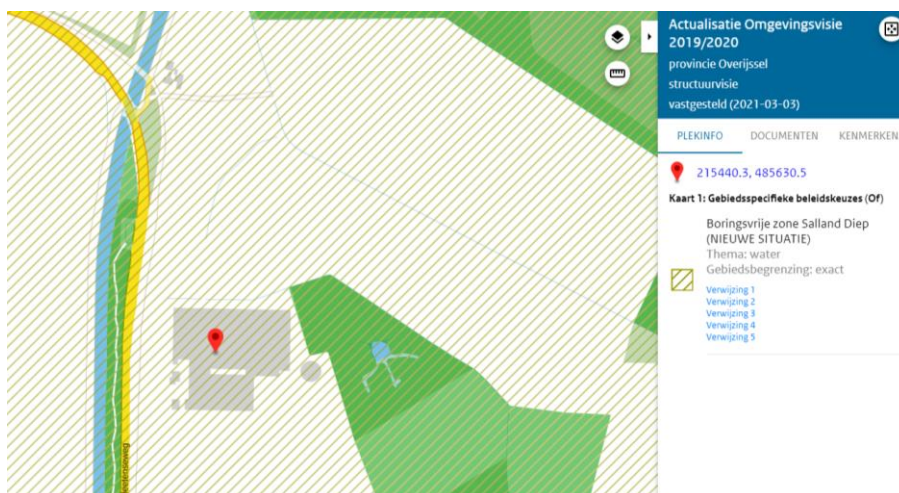 Actualisatie Omgevingsvisie
2019/2020
provincie Overijssel
structuurvisie
vastgesteld (2021-03-03)
PLEKINFO DOCUMENTEN KENMERKEN
215440.3, 485630.5
Kaart 1: Gebiedsspecifieke beleidskeuzes (Of)
Boringsvrije zone Salland Diep
(NIEUWE SITUATIE)
Thema: water
Gebiedsbegrenzing: exact
Verwijzing 1
Verwijzing 2
Verwijzing 3
Verwijzing 4
Verwijzing 5